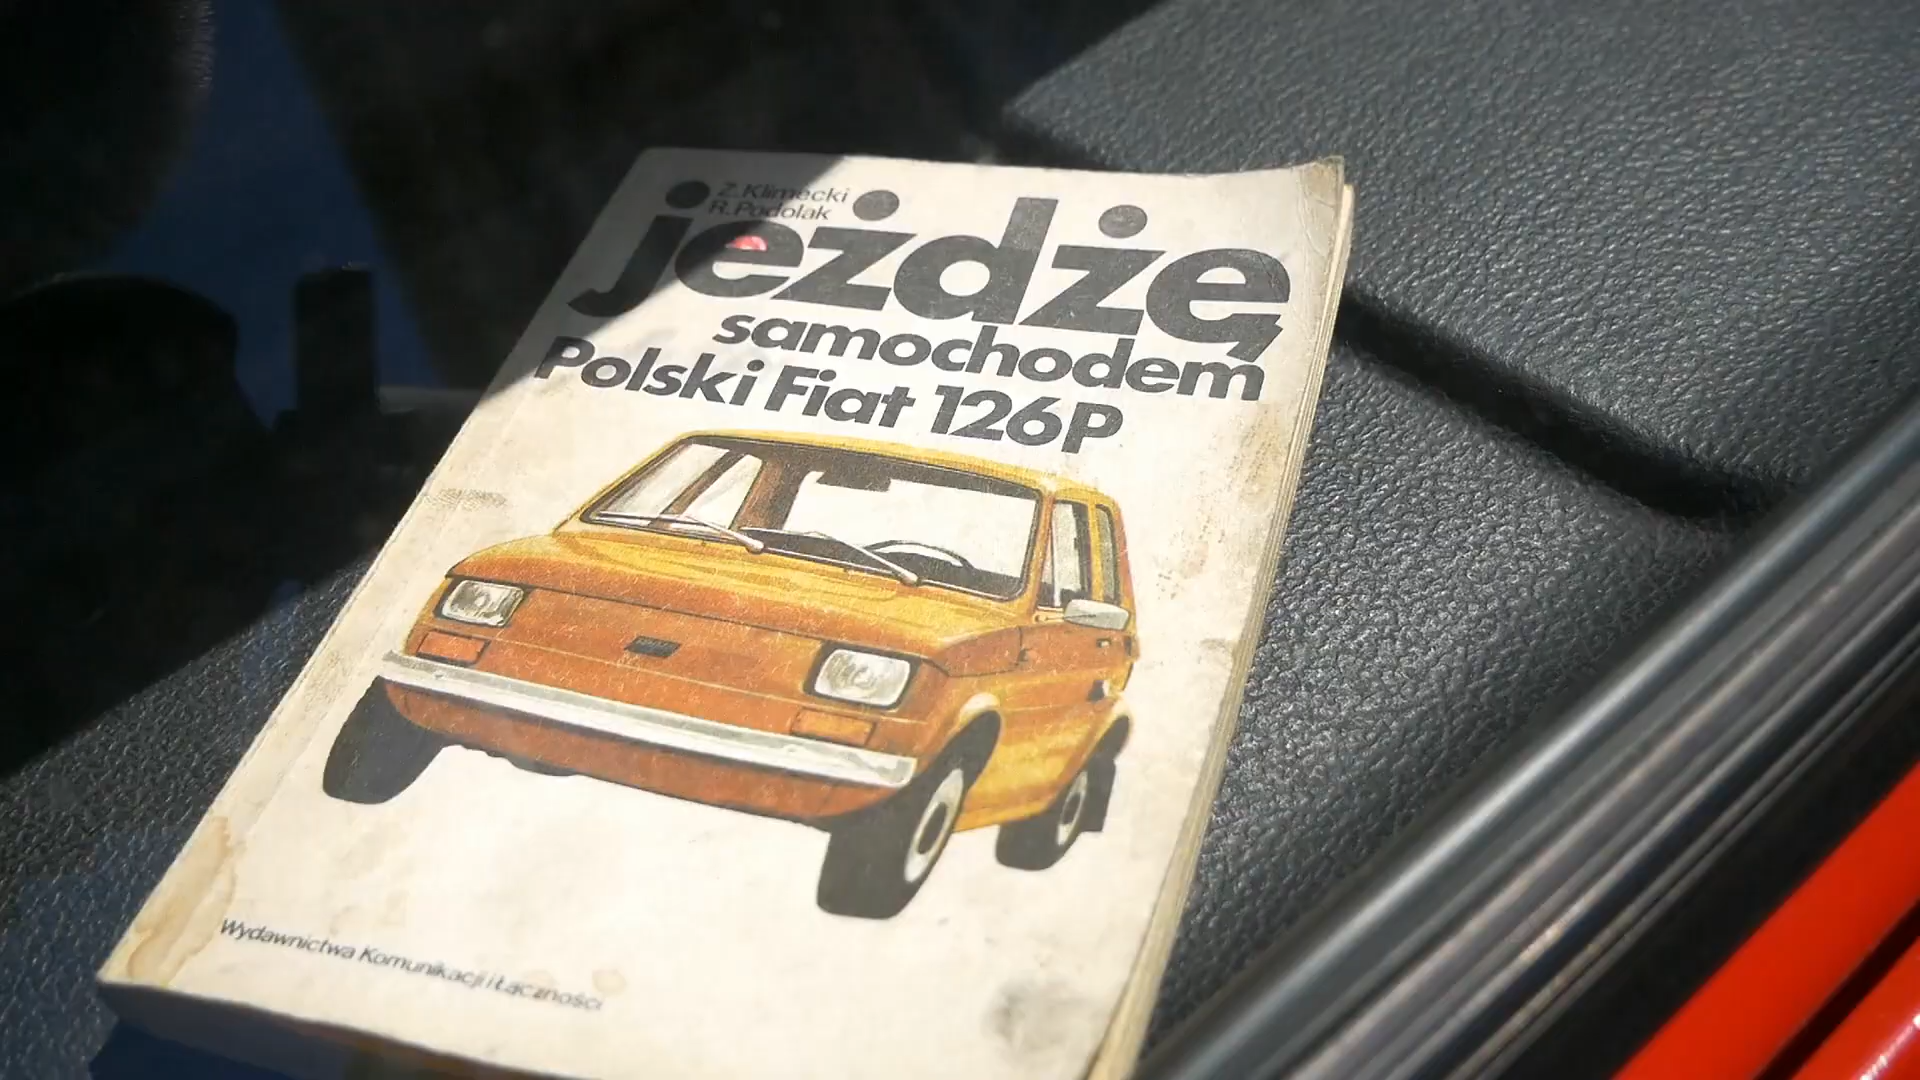 Z. Klimecki
R. Podolak
jeżdżę
samochodem
Polski Fiat 126P
Wydawnictwa Komunikacji i Łączności